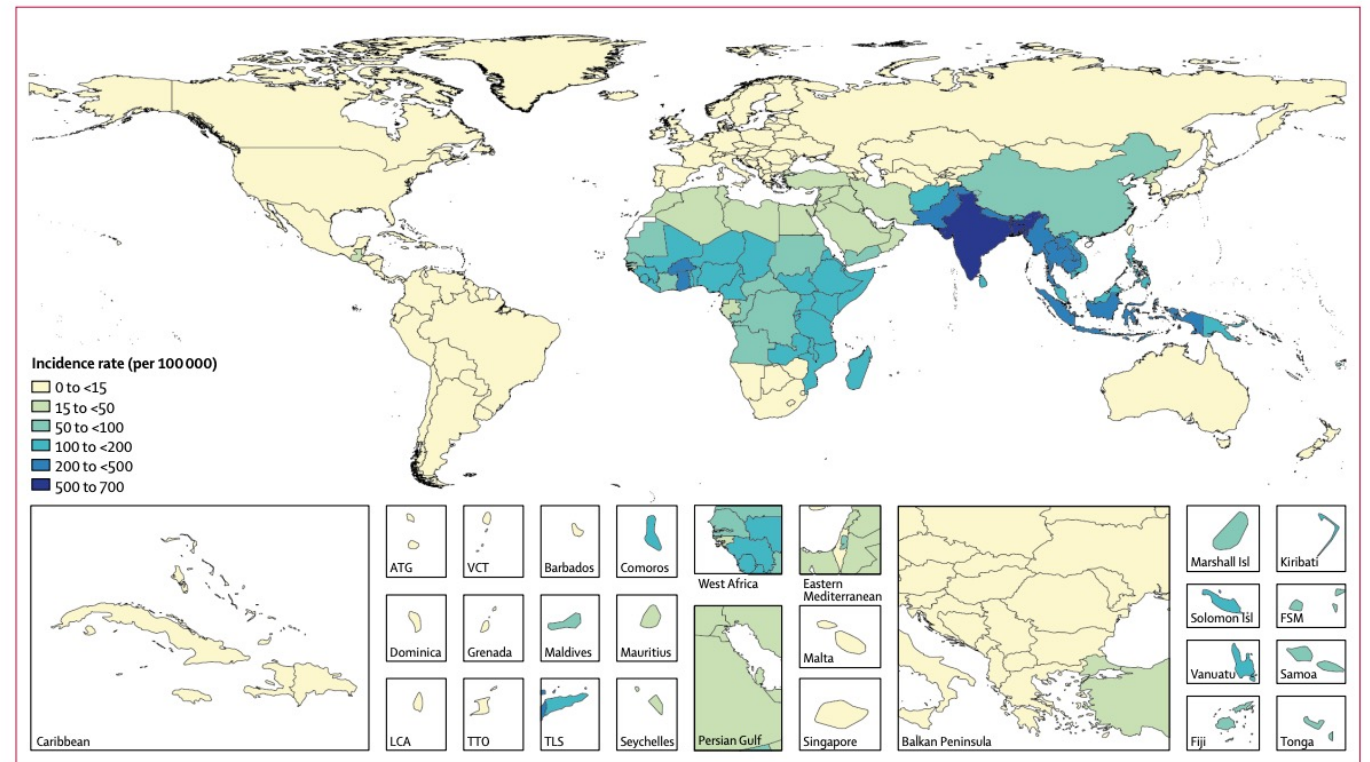 Incidence rate (per 100 000)
0 to <15
15 to <50
50 to <100
100 to <200
200 to <500
500 to 700
Caribbean
ATG
VCT
Barbados
Comoros
West Africa
Eastern
Mediterranean
Dominica
Grenada
Maldives
Mauritius
Malta
LCA
TTO
TLS
Seychelles
Persian Gulf
Singapore
Balkan Peninsula
Marshall Isl
Kiribati
Solomon Isl
FSM
Vanuatu
Samoa
Fiji
Tonga